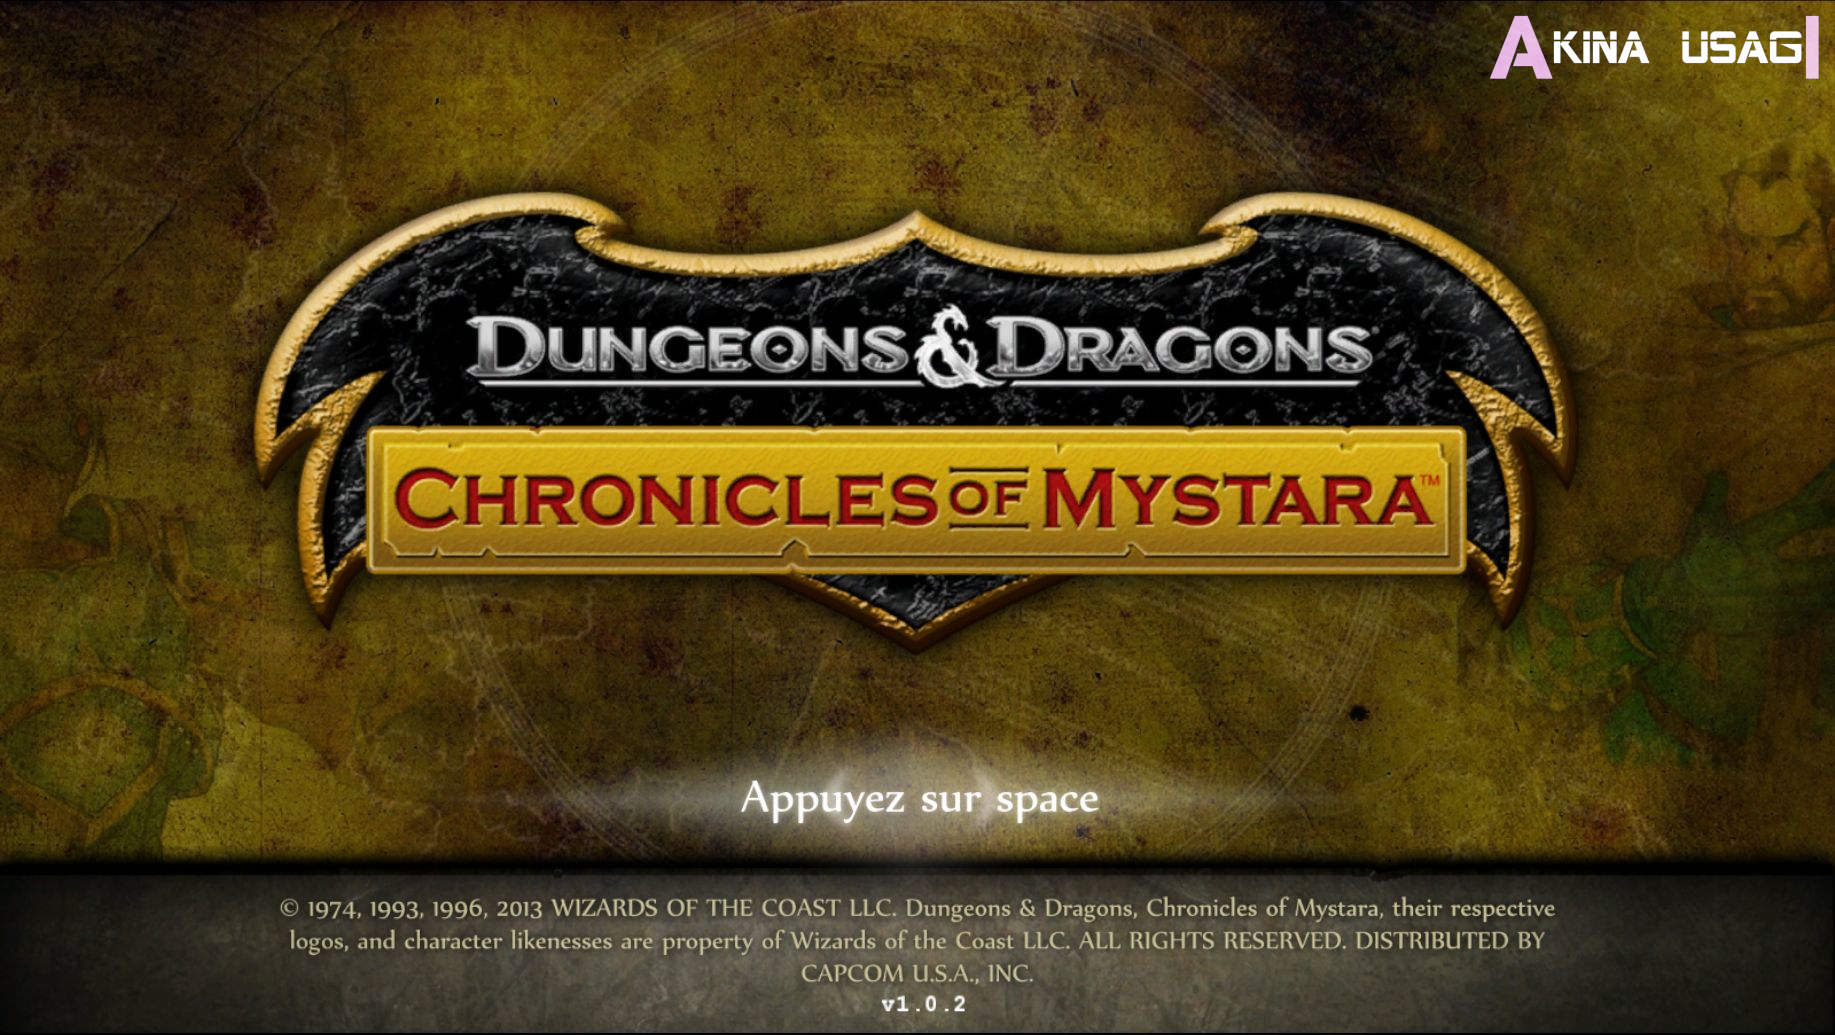 AKINA USAGI
DUNGEONS & DRAGONS
CHRONICLES OF MYSTARA™
Appuyez sur space
© 1974, 1993, 1996, 2013 WIZARDS OF THE COAST LLC. Dungeons & Dragons, Chronicles of Mystara, their respective
logos, and character likenesses are property of Wizards of the Coast LLC. ALL RIGHTS RESERVED. DISTRIBUTED BY
CAPCOM U.S.A., INC.
v1.0.2